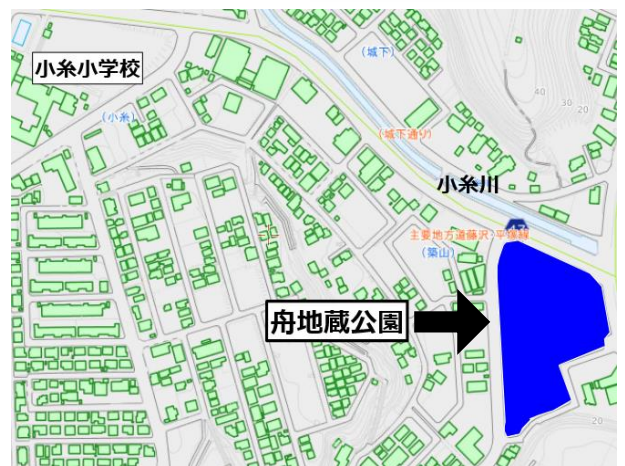 小糸小学校
(城下)
40
30
20
(小糸)
(城下通り)
小糸川
主要地方道藤沢·平塚線
(築山)
舟地蔵公園
20